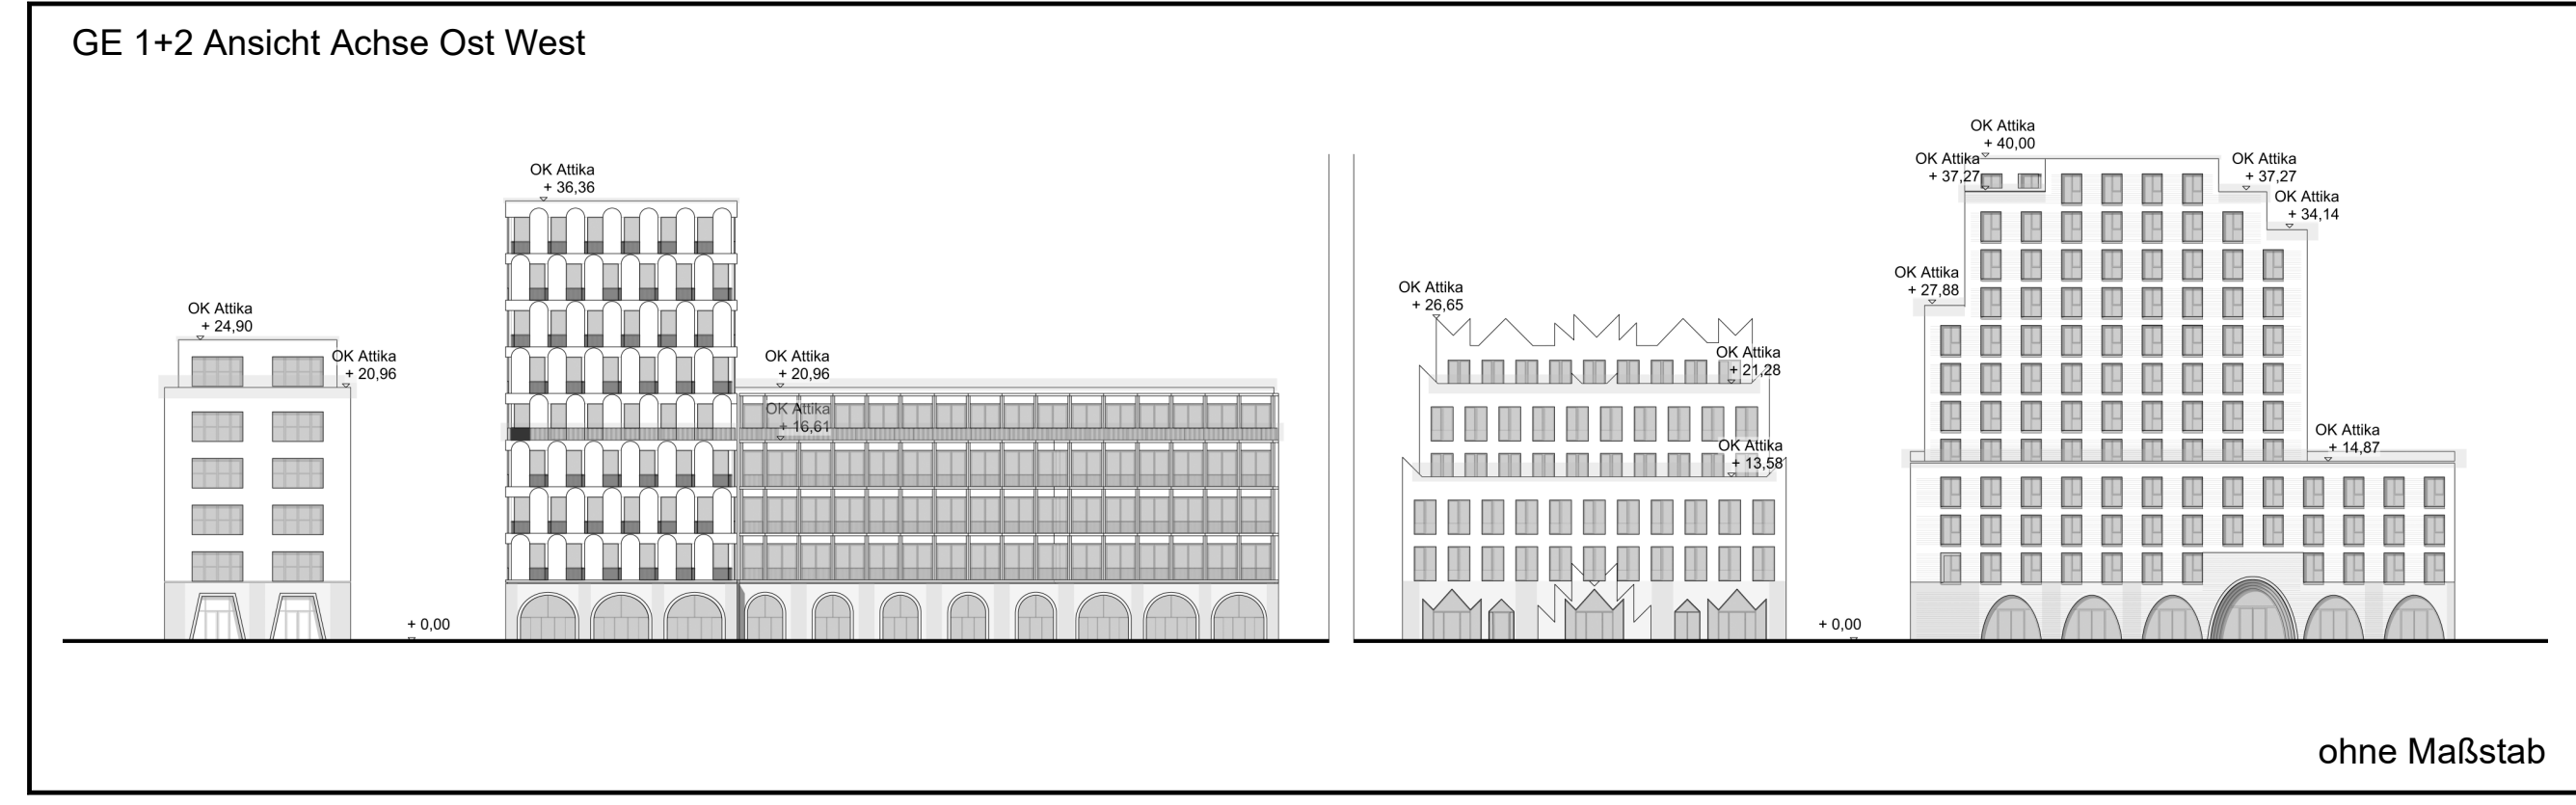 GE 1+2 Ansicht Achse Ost West
OK Attika
+ 24,90
OK Attika
+ 20,96
+ 0,00
OK Attika
+ 36,36
OK Attika
+ 20,96
OK Attika
+ 16,61
OK Attika
+ 26,65
OK Attika
+ 21,28
OK Attika
+ 13,58
+ 0,00
OK Attika
+ 40,00
OK Attika
+ 37,27
OK Attika
+ 27,88
OK Attika
+ 37,27
OK Attika
+ 34,14
OK Attika
+ 14,87
ohne Maßstab